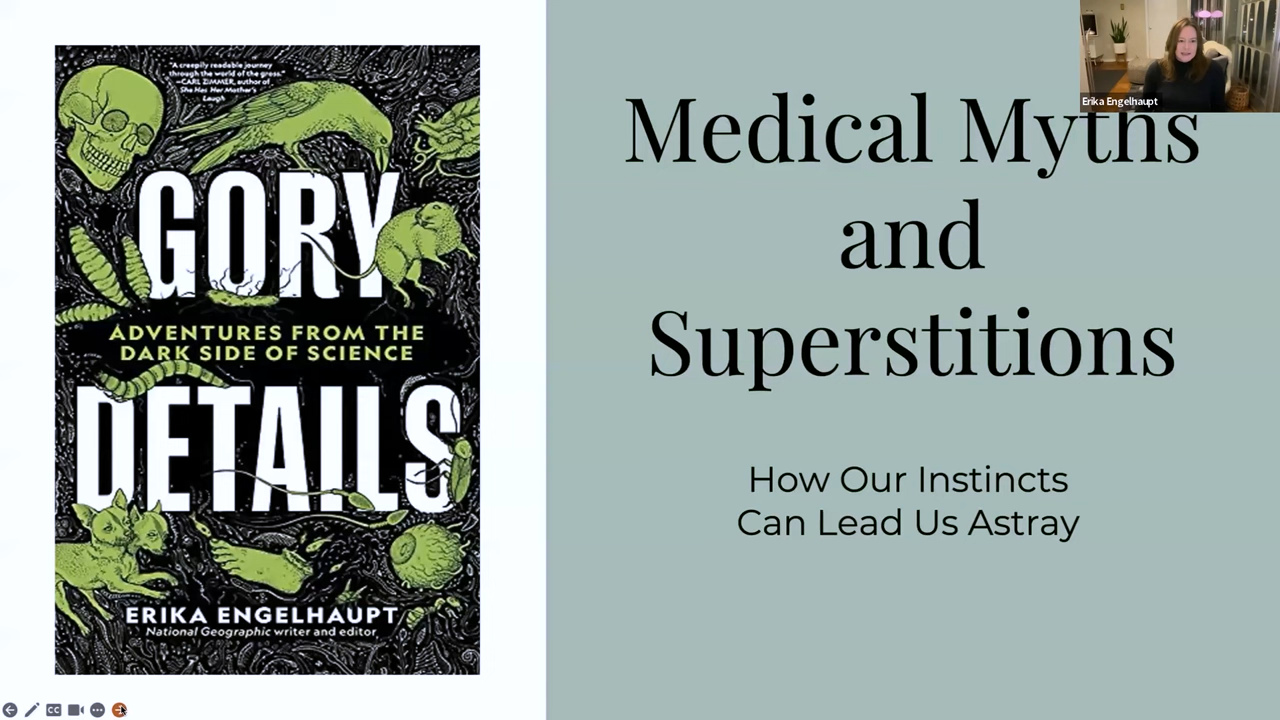 "A creepily readable journey
through the world of the gross."
—CARL ZIMMER, author of
She Has Her Mother's
Laugh
GORY
ADVENTURES FROM THE
DARK SIDE OF SCIENCE
DETAILS
ERIKA ENGELHAUPT
National Geographic writer and editor
Medical Myths
and
Superstitions
How Our Instincts
Can Lead Us Astray
Erika Engelhaupt
CC